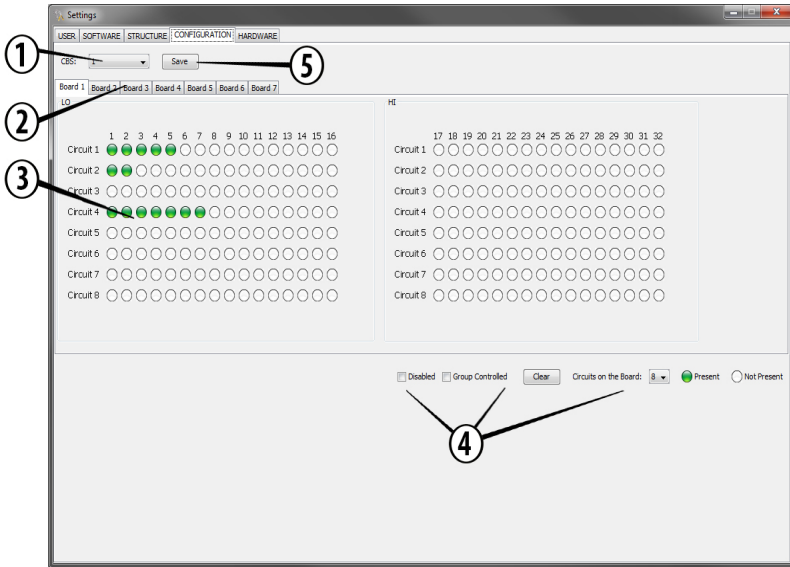 Settings
USER SOFTWARE STRUCTURE CONFIGURATION HARDWARE
1 CBS: 1 Save 5
Board 1 Board 2 Board 3 Board 4 Board 5 Board 6 Board 7
2 LO HI
1 2 3 4 5 6 7 8 9 10 11 12 13 14 15 16 17 18 19 20 21 22 23 24 25 26 27 28 29 30 31 32
Circuit 1 Circuit 1
Circuit 2 Circuit 2
3 Circuit 3 Circuit 3
Circuit 4 Circuit 4
Circuit 5 Circuit 5
Circuit 6 Circuit 6
Circuit 7 Circuit 7
Circuit 8 Circuit 8
Disabled Group Controlled Clear Circuits on the Board: 8 Present Not Present
4